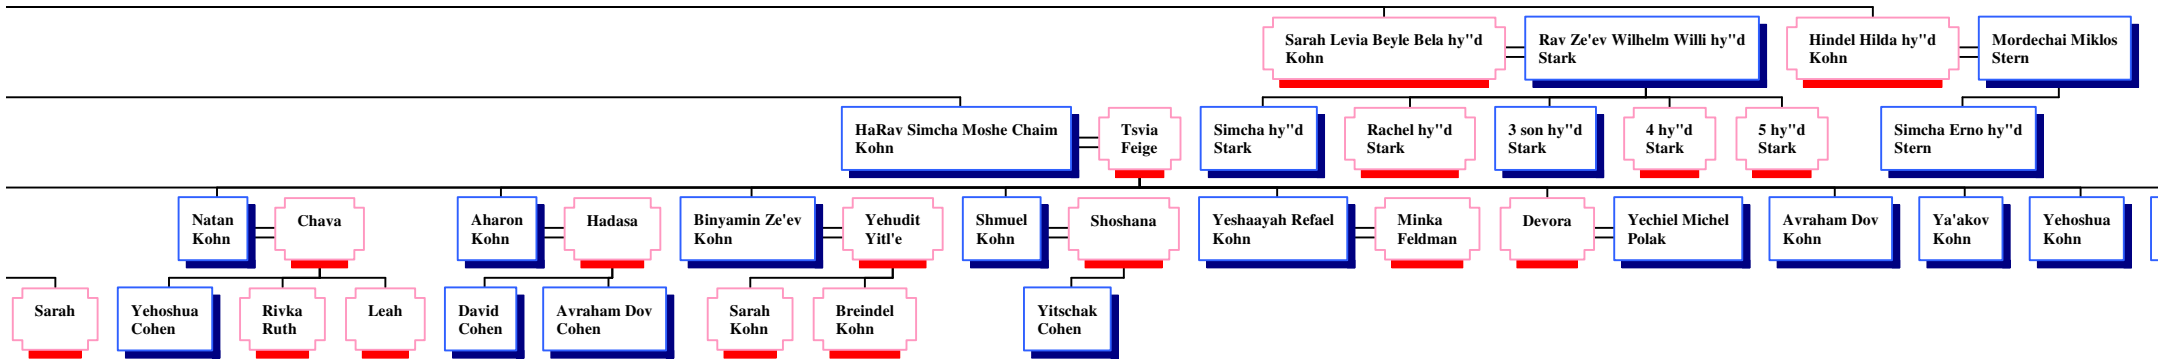 Sarah Levia Beyle Bela hy"d
Kohn
Rav Ze'ev Wilhelm Willi hy"d
Stark
Hindel Hilda hy"d
Kohn
Mordechai Miklos
Stern
HaRav Simcha Moshe Chaim
Kohn
Tsvia
Feige
Simcha hy"d
Stark
Rachel hy"d
Stark
3 son hy"d
Stark
4 hy"d
Stark
5 hy"d
Stark
Simcha Erno hy"d
Stern
Natan
Kohn
Chava
Aharon
Kohn
Hadasa
Binyamin Ze'ev
Kohn
Yehudit
Yitl'e
Shmuel
Kohn
Shoshana
Yeshaayah Refael
Kohn
Minka
Feldman
Devora
Yechiel Michel
Polak
Avraham Dov
Kohn
Ya'akov
Kohn
Yehoshua
Kohn
Sarah
Yehoshua
Cohen
Rivka
Ruth
Leah
David
Cohen
Avraham Dov
Cohen
Sarah
Kohn
Breindel
Kohn
Yitschak
Cohen